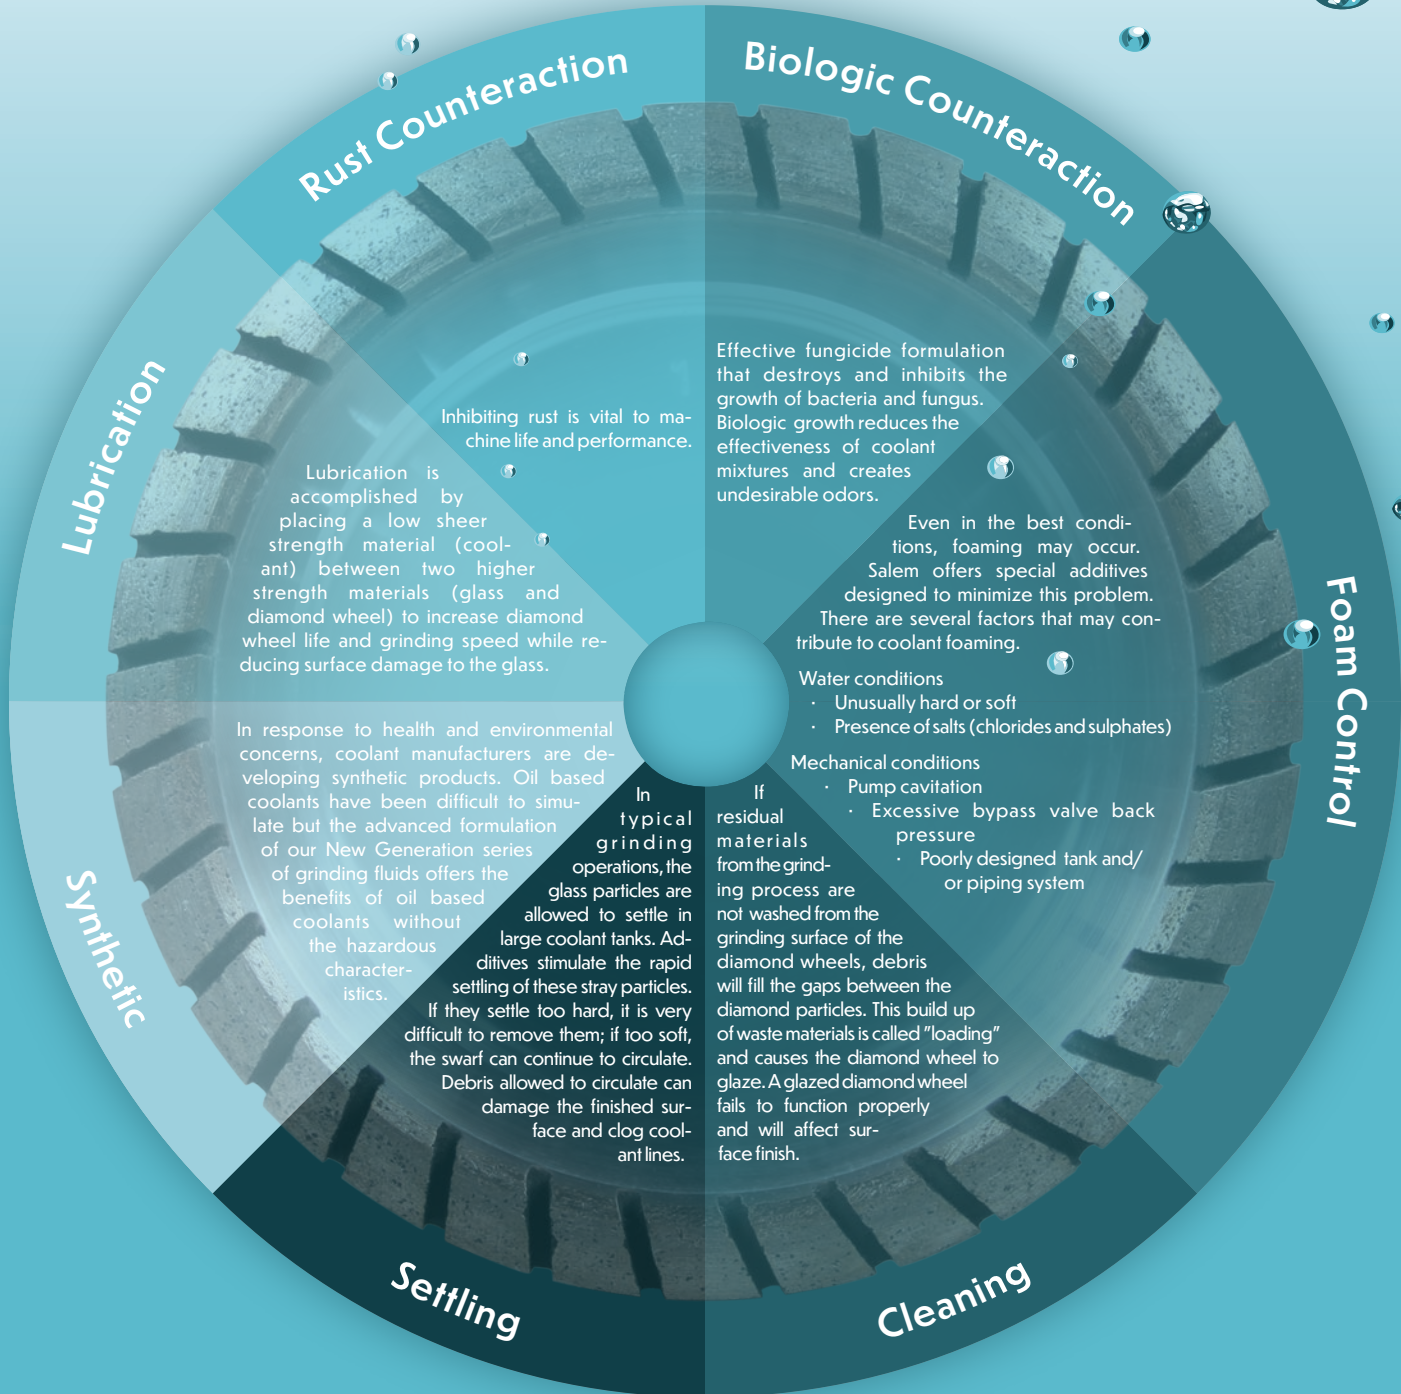 Rust Counteraction
Inhibiting rust is vital to ma-
chine life and performance.
Biologic Counteraction
Effective fungicide formulation
that destroys and inhibits the
growth of bacteria and fungus.
Biologic growth reduces the
effectiveness of coolant
mixtures and creates
undesirable odors.
Foam Control
Even in the best condi-
tions, foaming may occur.
Salem offers special additives
designed to minimize this problem.
There are several factors that may con-
tribute to coolant foaming.
Water conditions
· Unusually hard or soft
· Presence of salts (chlorides and sulphates)
Mechanical conditions
· Pump cavitation
· Excessive bypass valve back
pressure
· Poorly designed tank and/
or piping system
Cleaning
If
residual
materials
from the grind-
ing process are
not washed from the
grinding surface of the
diamond wheels, debris
will fill the gaps between the
diamond particles. This build up
of waste materials is called "loading"
and causes the diamond wheel to
glaze. A glazed diamond wheel
fails to function properly
and will affect sur-
face finish.
Settling
In
typical
grinding
operations, the
glass particles are
allowed to settle in
large coolant tanks. Ad-
ditives stimulate the rapid
settling of these stray particles.
If they settle too hard, it is very
difficult to remove them; if too soft,
the swarf can continue to circulate.
Debris allowed to circulate can
damage the finished sur-
face and clog cool-
ant lines.
Synthetic
In response to health and environmental
concerns, coolant manufacturers are de-
veloping synthetic products. Oil based
coolants have been difficult to simu-
late but the advanced formulation
of our New Generation series
of grinding fluids offers the
benefits of oil based
coolants without
the hazardous
character-
istics.
Lubrication
Lubrication is
accomplished by
placing a low sheer
strength material (cool-
ant) between two higher
strength materials (glass and
diamond wheel) to increase diamond
wheel life and grinding speed while re-
ducing surface damage to the glass.